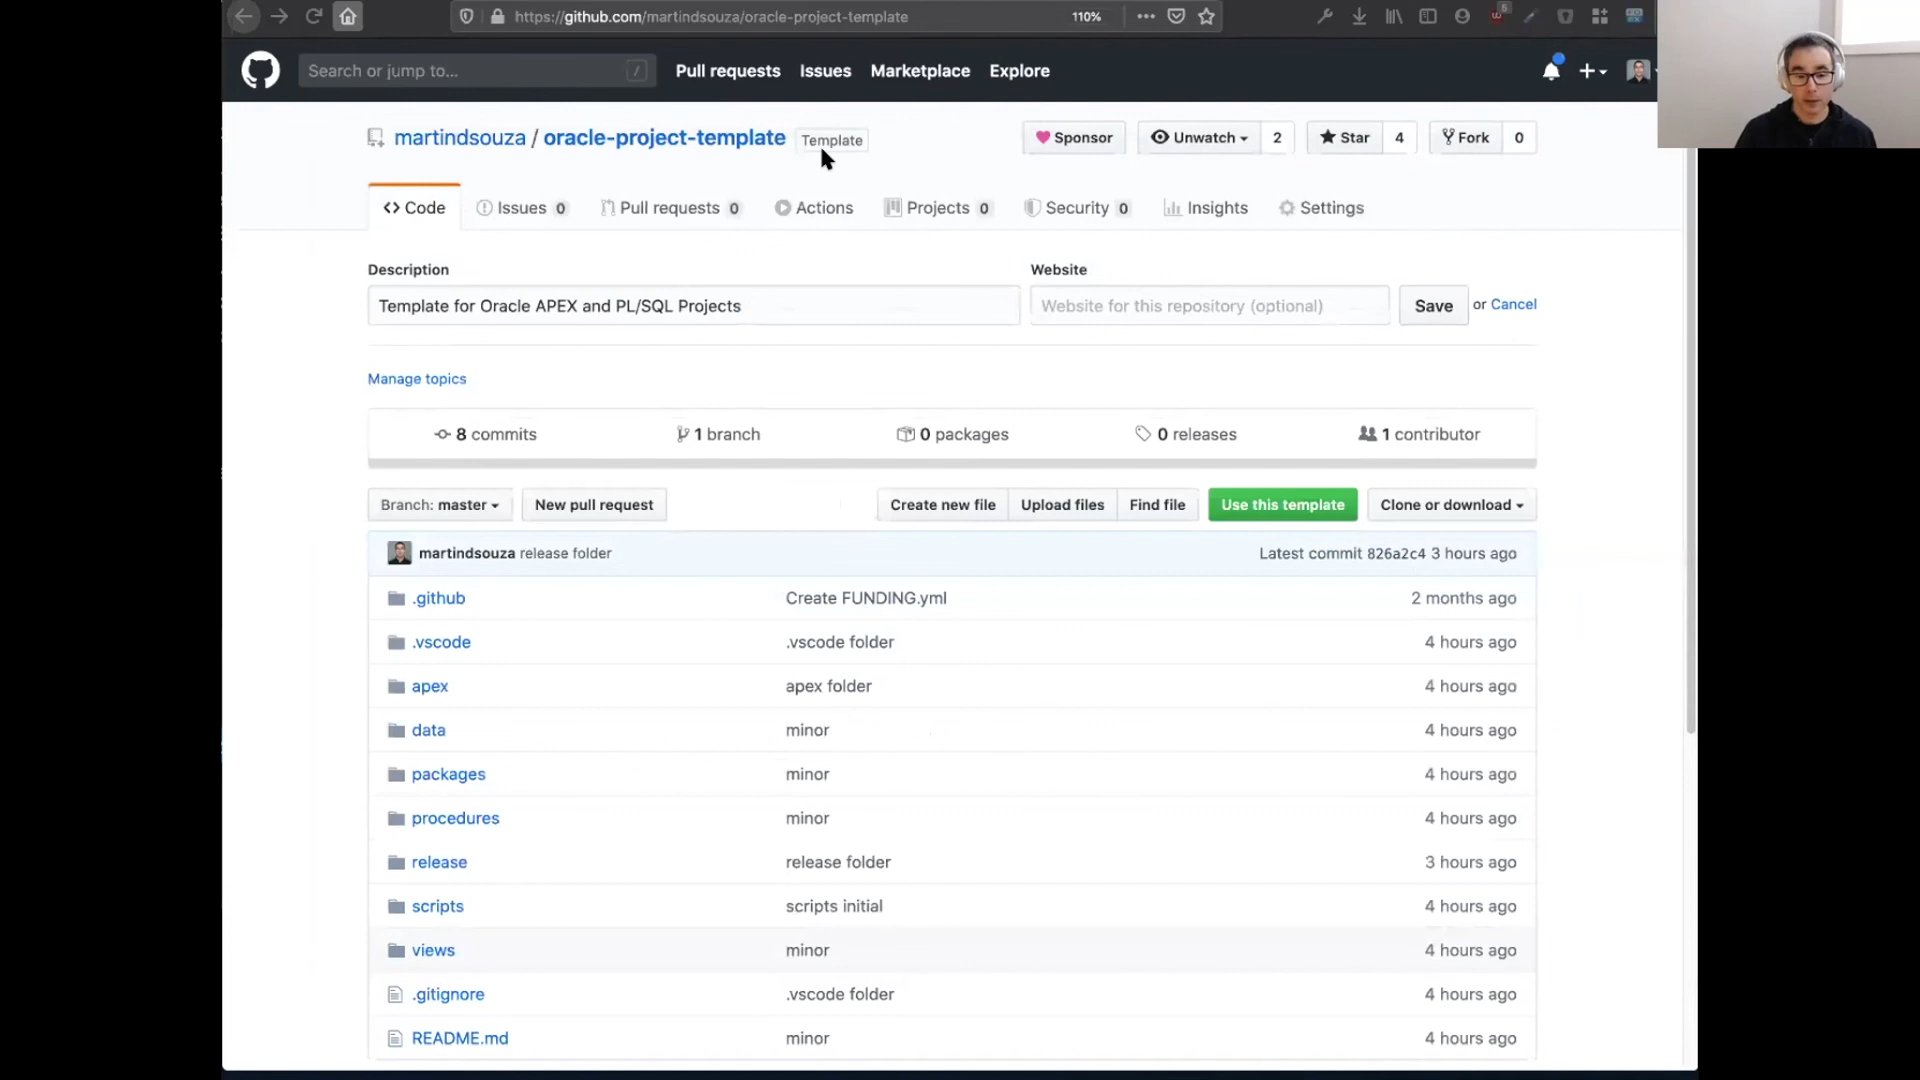 https://github.com/martindsouza/oracle-project-template 110% 5
Search or jump to... / Pull requests Issues Marketplace Explore
martindsouza / oracle-project-template Template Sponsor Unwatch 2 Star 4 Fork 0
Code Issues 0 Pull requests 0 Actions Projects 0 Security 0 Insights Settings
Description Website
Template for Oracle APEX and PL/SQL Projects Website for this repository (optional) Save or Cancel
Manage topics
8 commits 1 branch 0 packages 0 releases 1 contributor
Branch: master New pull request Create new file Upload files Find file Use this template Clone or download
martindsouza release folder Latest commit 826a2c4 3 hours ago
.github Create FUNDING.yml 2 months ago
.vscode .vscode folder 4 hours ago
apex apex folder 4 hours ago
data minor 4 hours ago
packages minor 4 hours ago
procedures minor 4 hours ago
release release folder 3 hours ago
scripts scripts initial 4 hours ago
views minor 4 hours ago
.gitignore .vscode folder 4 hours ago
README.md minor 4 hours ago